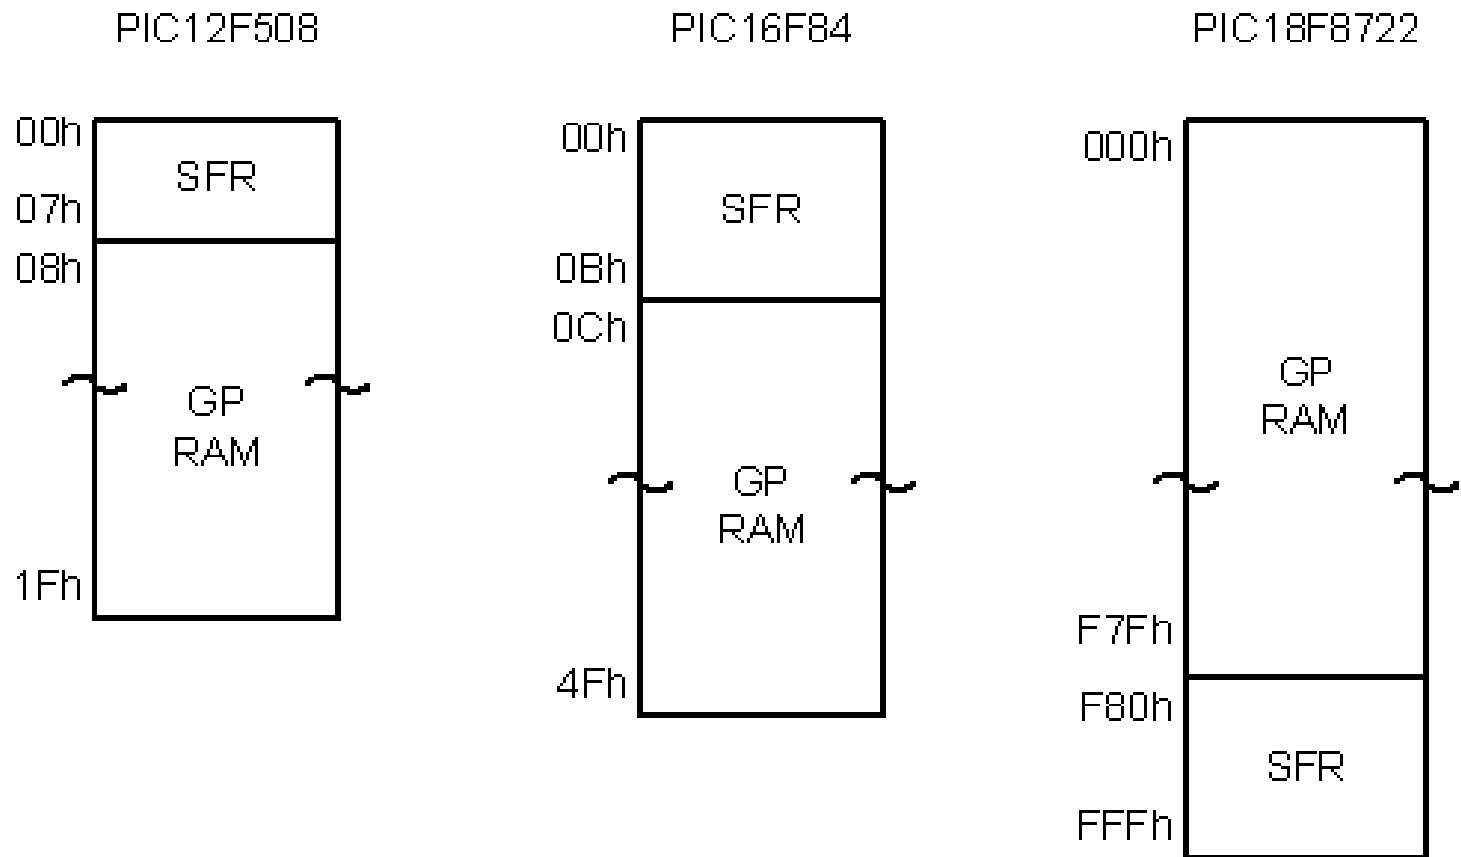 PIC12F508
00h
SFR
07h
08h
GP
RAM
1Fh
PIC16F84
00h
SFR
0Bh
0Ch
GP
RAM
4Fh
PIC18F8722
000h
GP
RAM
F7Fh
F80h
SFR
FFFh